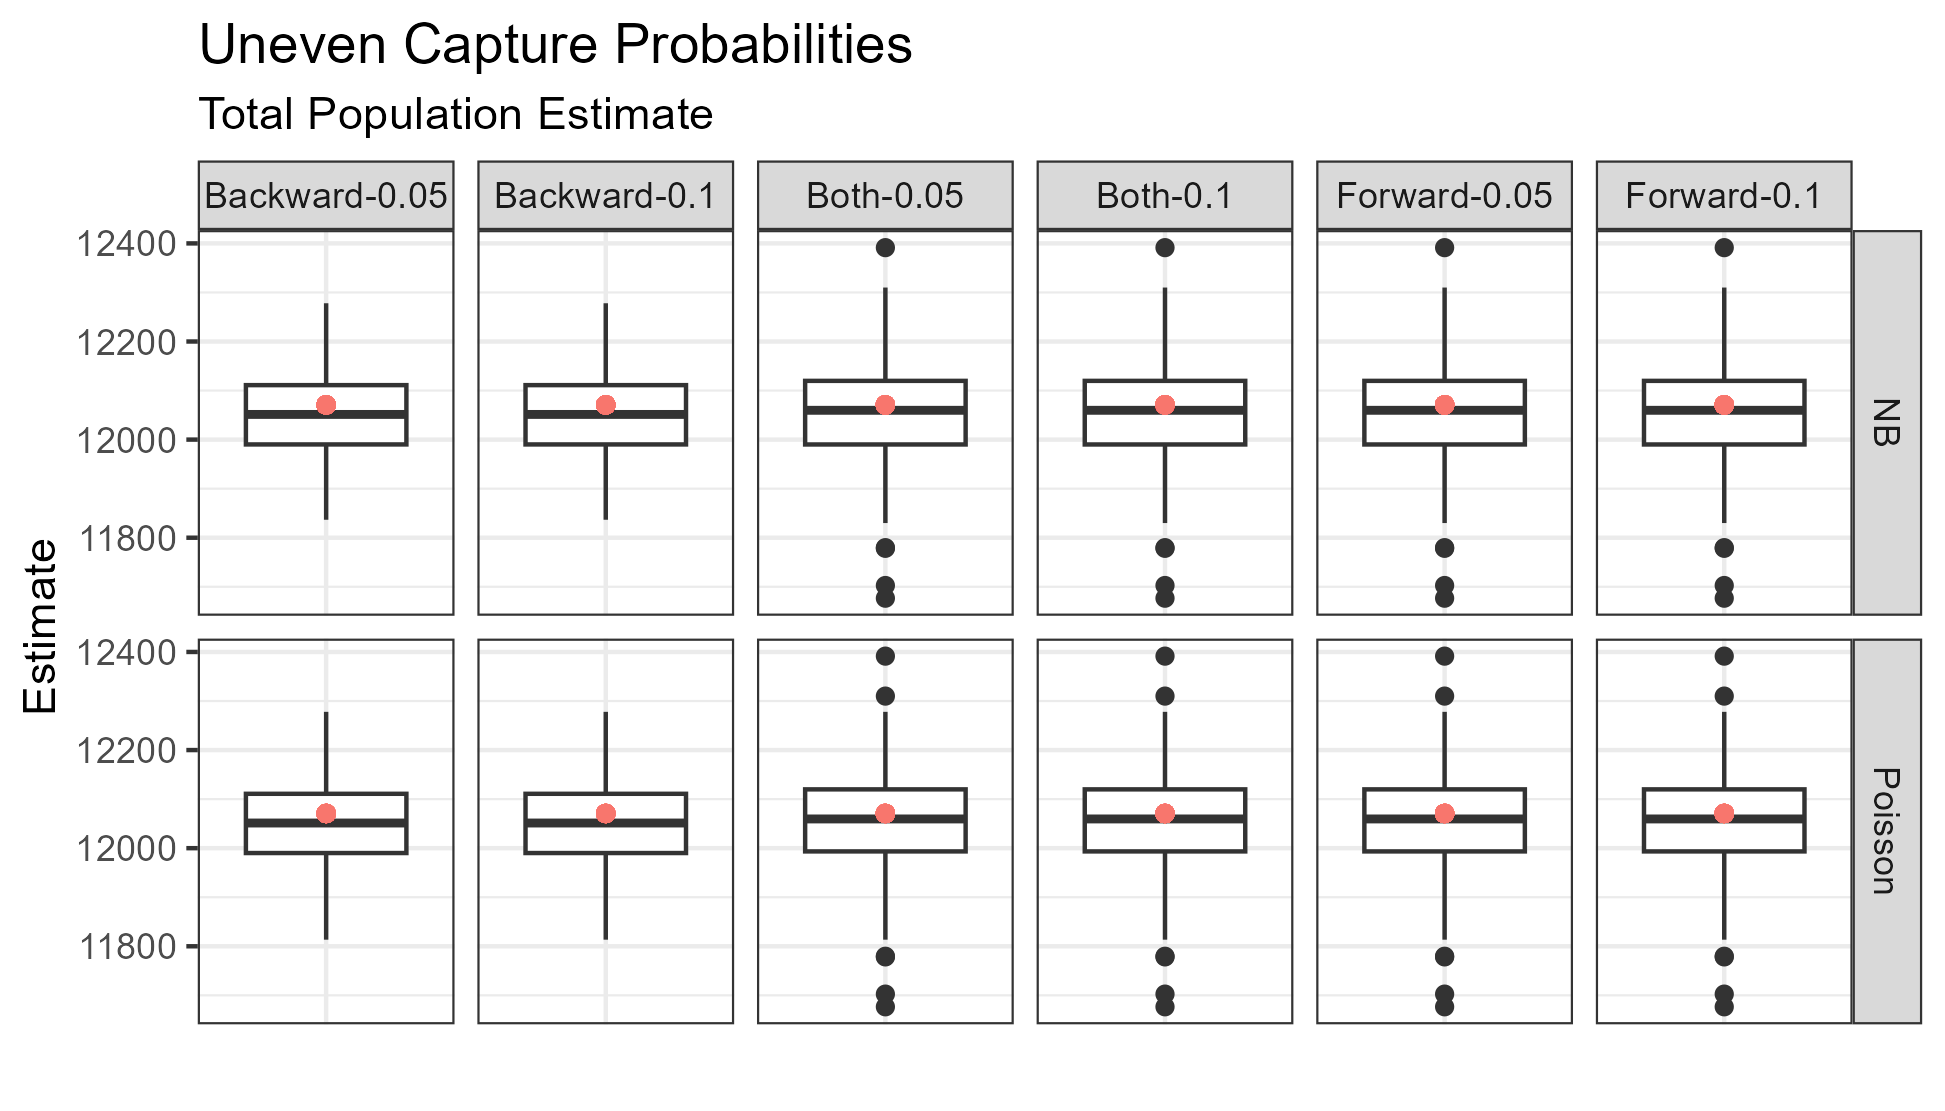 Uneven Capture Probabilities
Total Population Estimate
Backward-0.05 Backward-0.1 Both-0.05 Both-0.1 Forward-0.05 Forward-0.1
12400
12200
12000
11800
NB
Estimate
12400
12200
12000
11800
Poisson